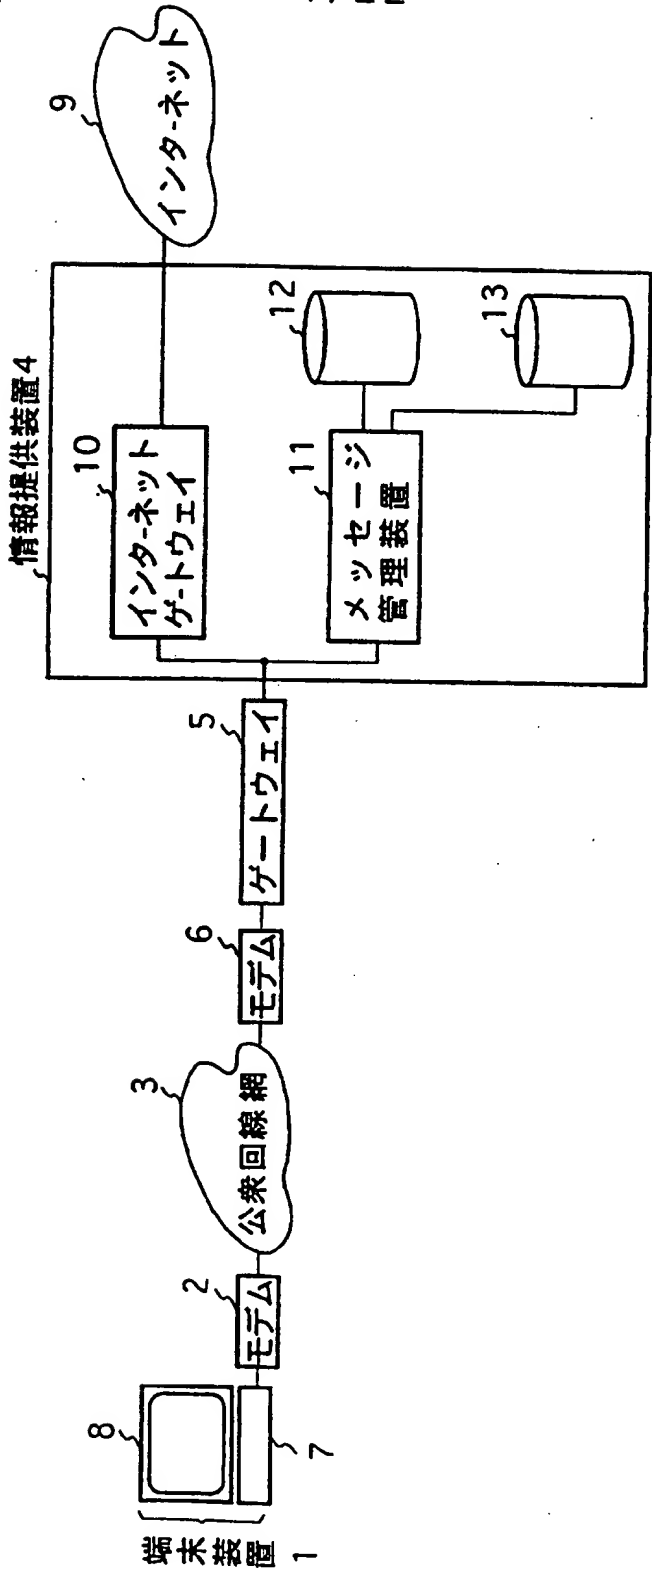 端末装置
1
8
7
2
モデム
3
公衆回線網
6
モデム
5
ゲートウェイ
情報提供装置4
10
インターネット
ゲートウェイ
11
メッセージ
管理装置
12
13
9
インターネット